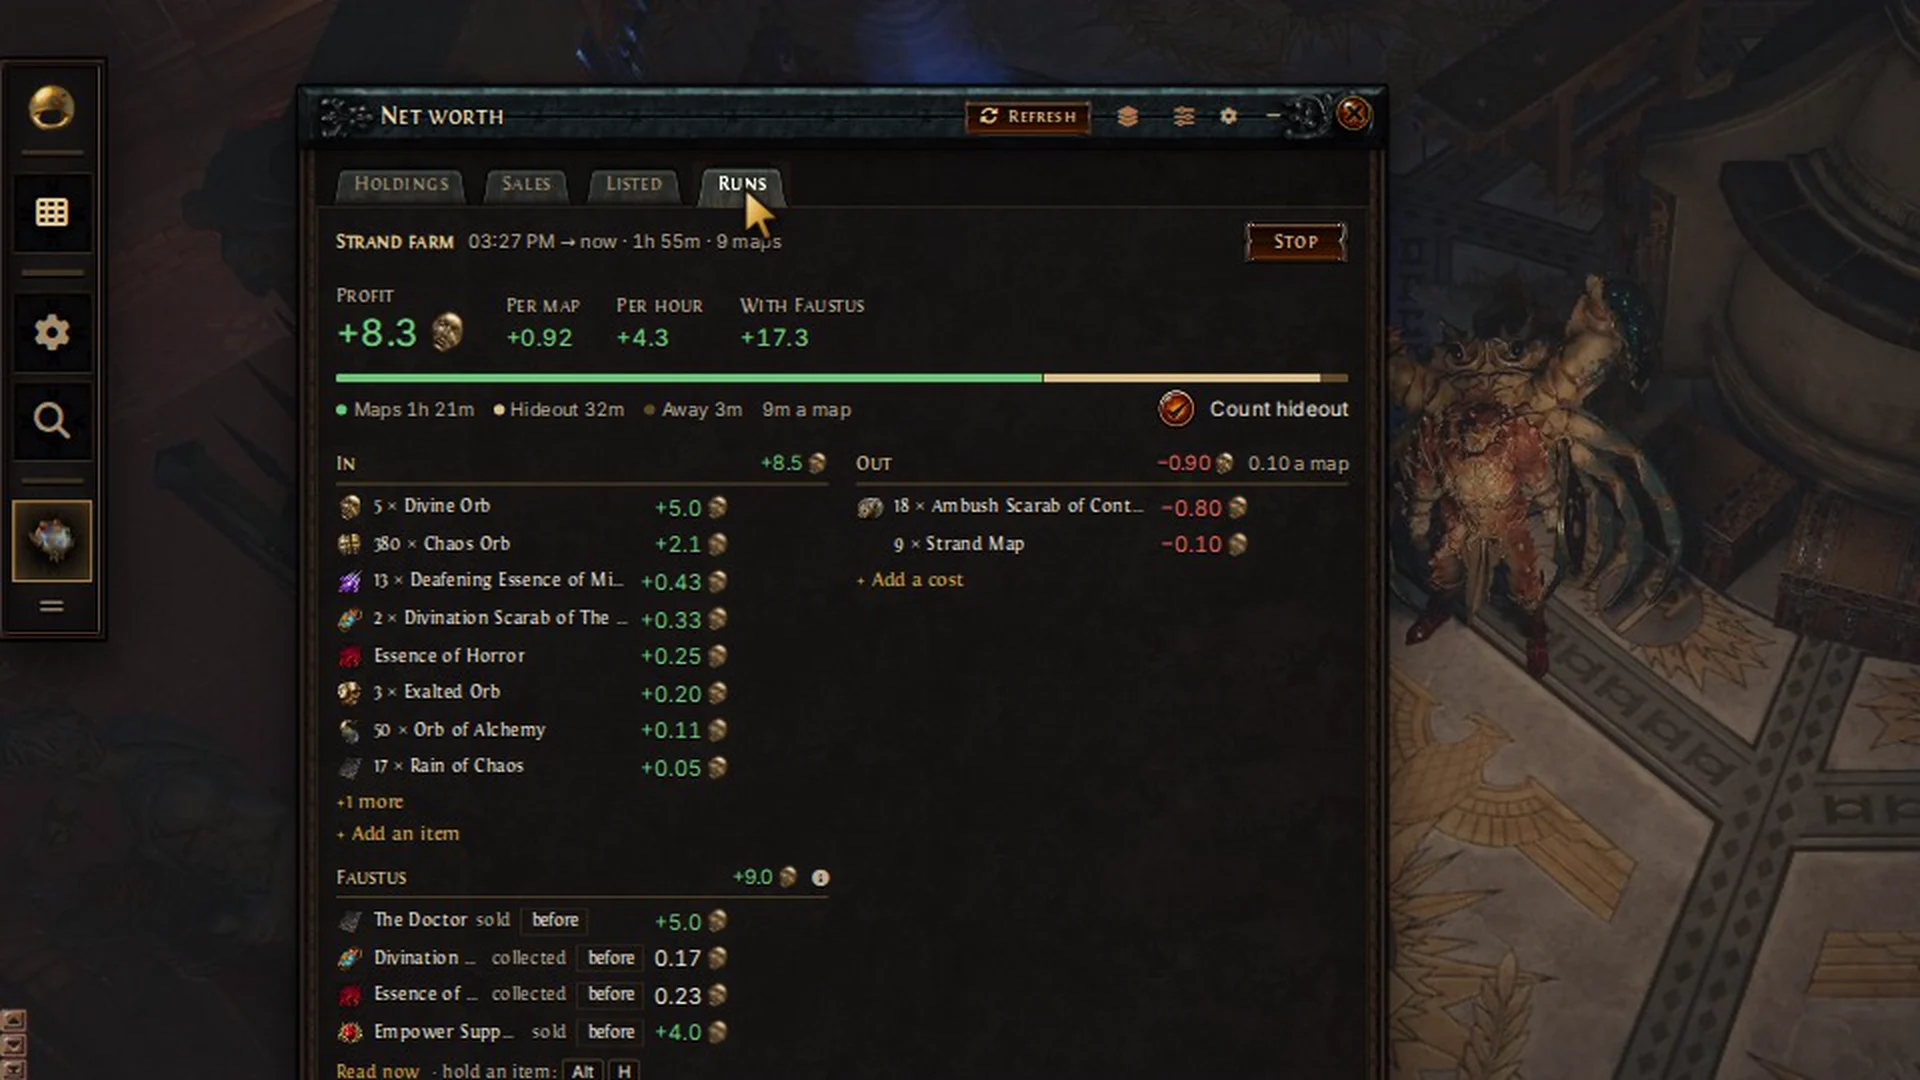 NET WORTH
REFRESH
HOLDINGS SALES LISTED RUNS
STRAND FARM 03:27 PM → now · 1h 55m · 9 maps
STOP
PROFIT
+8.3
PER MAP
+0.92
PER HOUR
+4.3
WITH FAUSTUS
+17.3
Maps 1h 21m Hideout 32m Away 3m 9m a map
Count hideout
IN +8.5
5 × Divine Orb +5.0
380 × Chaos Orb +2.1
13 × Deafening Essence of Mi... +0.43
2 × Divination Scarab of The ... +0.33
Essence of Horror +0.25
3 × Exalted Orb +0.20
50 × Orb of Alchemy +0.11
17 × Rain of Chaos +0.05
+1 more
+ Add an item
OUT −0.90 0.10 a map
18 × Ambush Scarab of Cont... −0.80
9 × Strand Map −0.10
+ Add a cost
FAUSTUS +9.0
The Doctor sold before +5.0
Divination ... collected before 0.17
Essence of ... collected before 0.23
Empower Supp... sold before +4.0
Read now · hold an item: Alt H